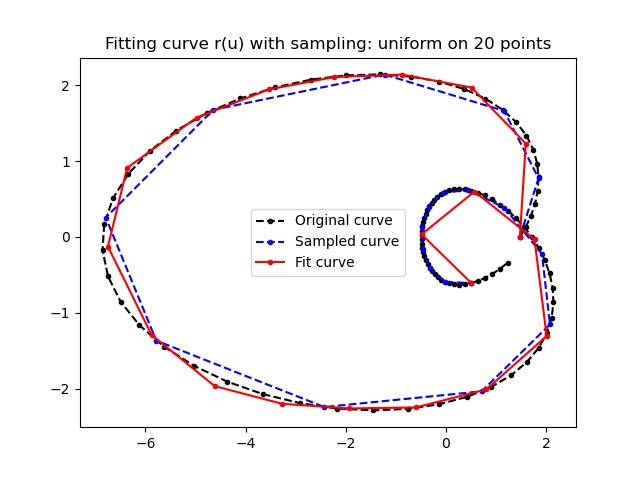 Fitting curve r(u) with sampling: uniform on 20 points
2
1
0
−1
−2
Original curve
Sampled curve
Fit curve
−6
−4
−2
0
2